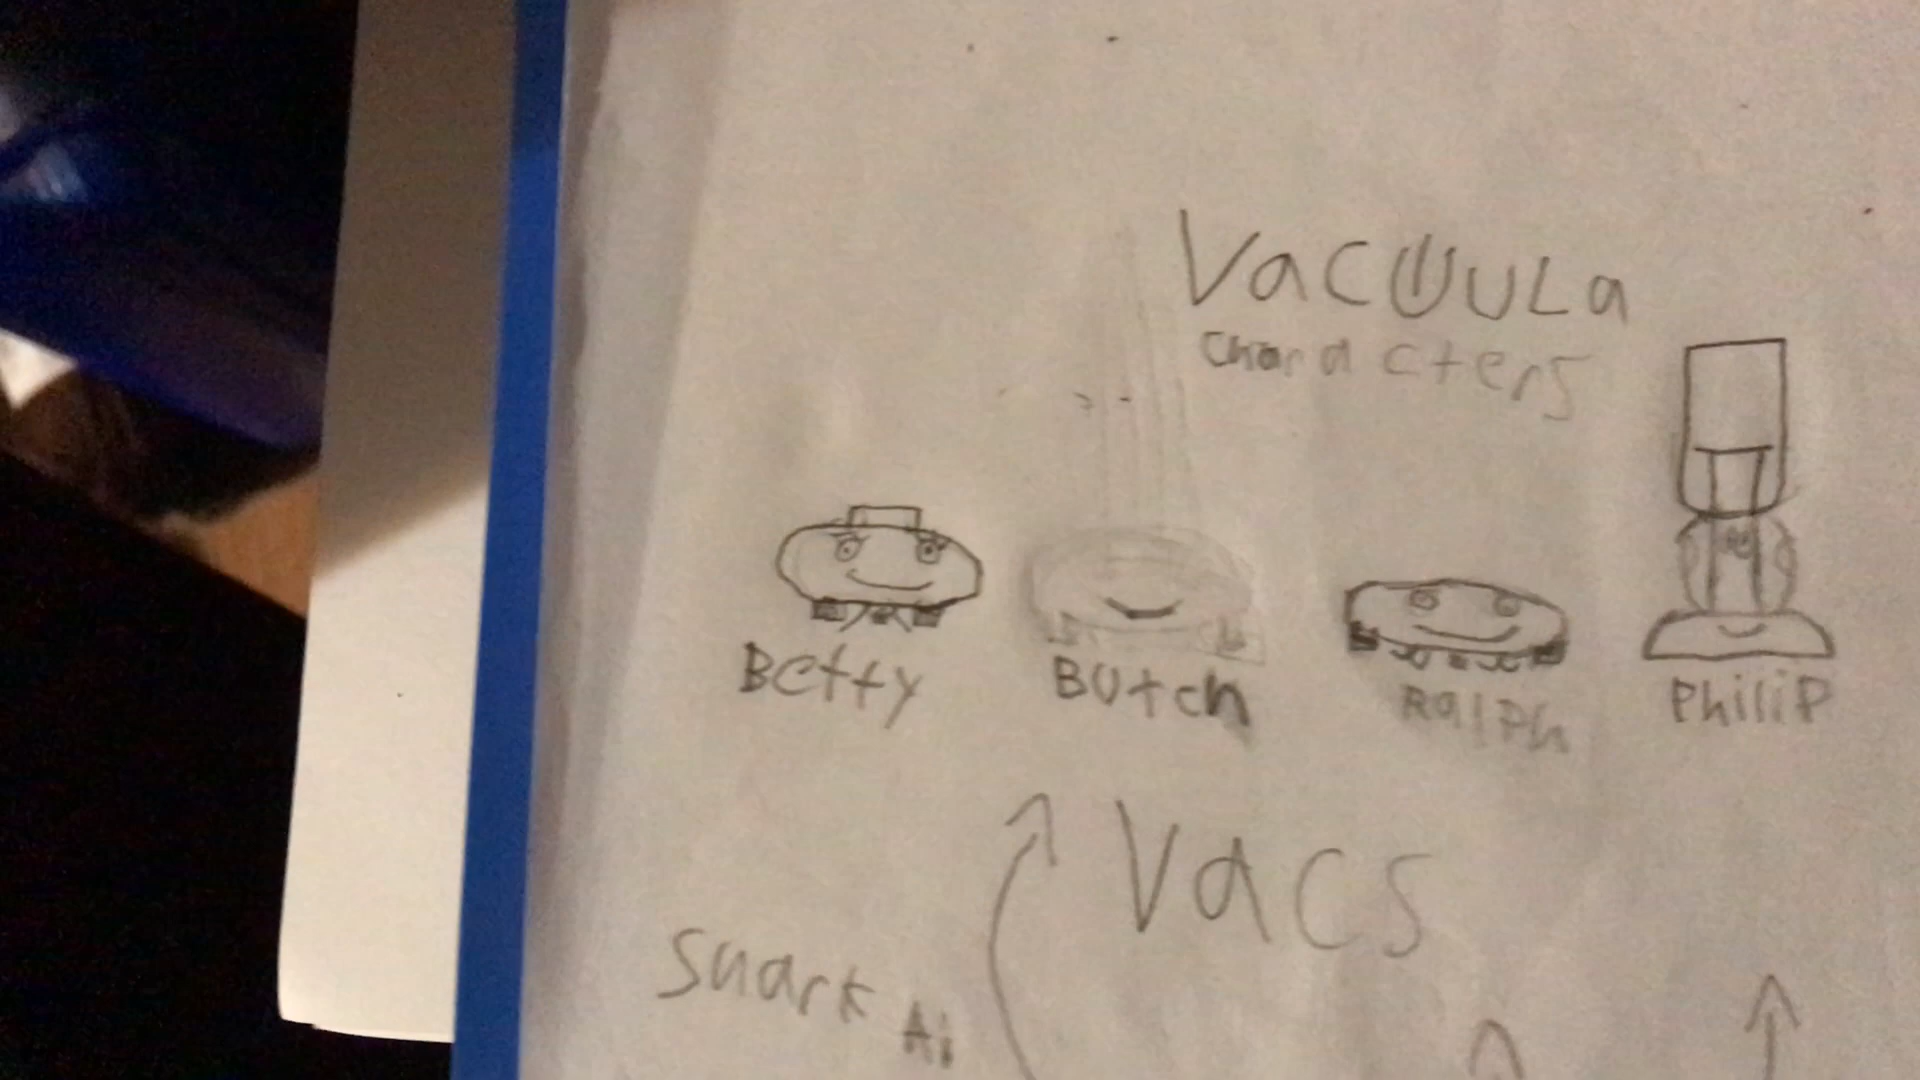 VacuuLa
characters
Betty Butch Ralph Philip
Vacs
Shark Ai